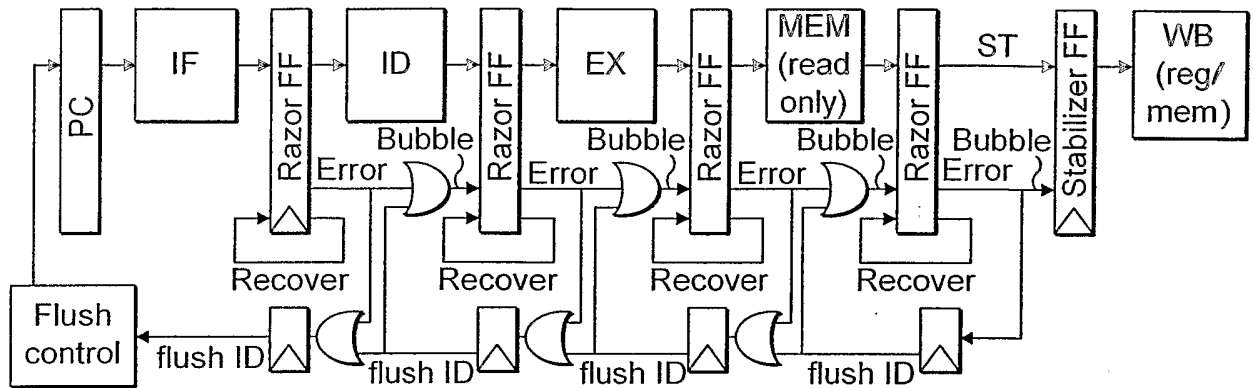 PC
IF
Razor FF
ID
Razor FF
EX
Razor FF
MEM
(read
only)
Razor FF
ST
Stabilizer FF
WB
(reg/
mem)
Error
Bubble
Error
Bubble
Error
Bubble
Error
Bubble
Recover
Recover
Recover
Recover
Flush
control
flush ID
flush ID
flush ID
flush ID